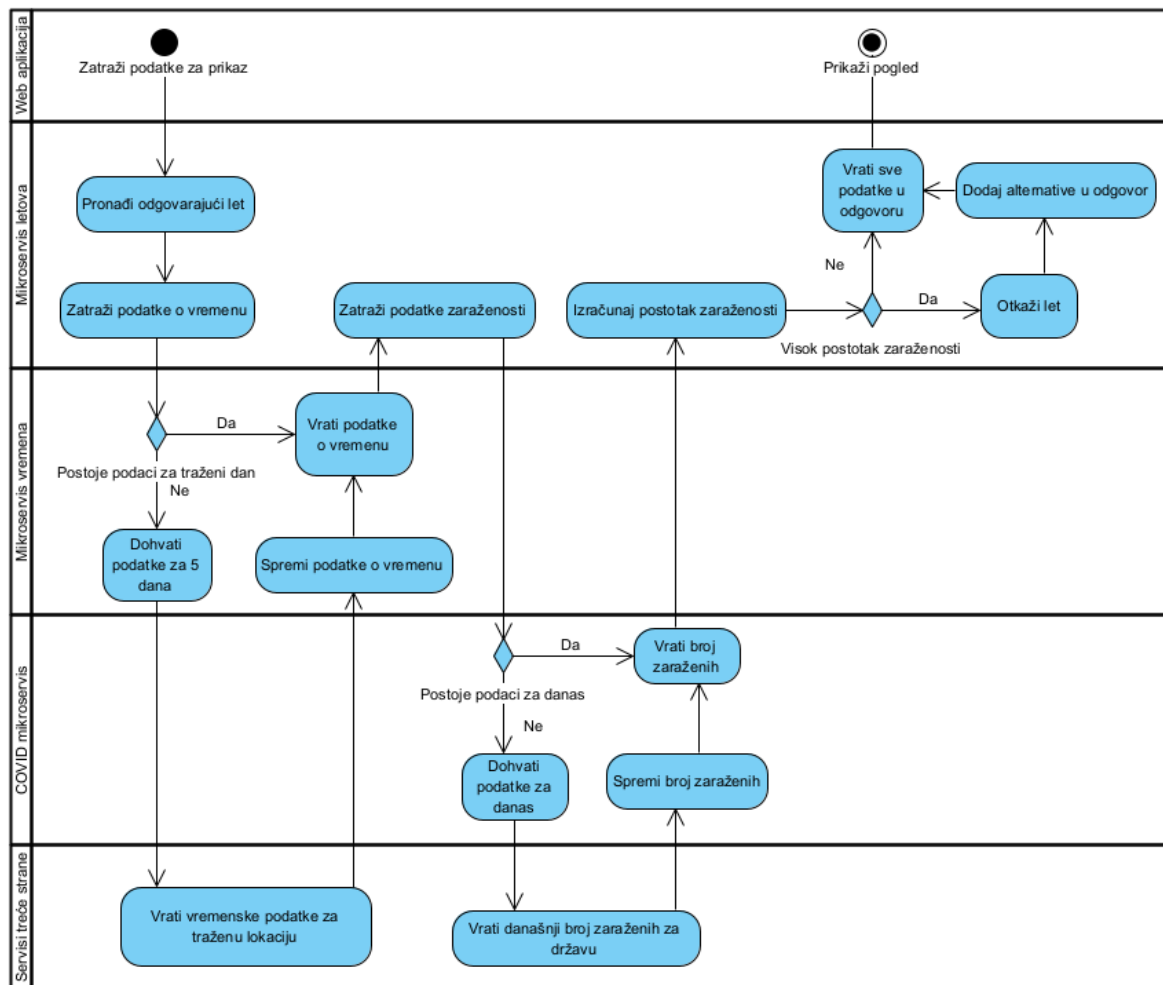 Web aplikacija
Zatraži podatke za prikaz
Prikaži pogled
Mikroservis letova
Pronađi odgovarajući let
Vrati sve
podatke u
odgovoru
Dodaj alternative u odgovor
Zatraži podatke o vremenu
Zatraži podatke zaraženosti
Izračunaj postotak zaraženosti
Ne
Da
Otkaži let
Visok postotak zaraženosti
Mikroservis vremena
Da
Vrati podatke
o vremenu
Postoje podaci za traženi dan
Ne
Dohvati
podatke za 5
dana
Spremi podatke o vremenu
COVID mikroservis
Da
Vrati broj
zaraženih
Postoje podaci za danas
Ne
Dohvati
podatke za
danas
Spremi broj zaraženih
Servisi treće strane
Vrati vremenske podatke za
traženu lokaciju
Vrati današnji broj zaraženih za
državu